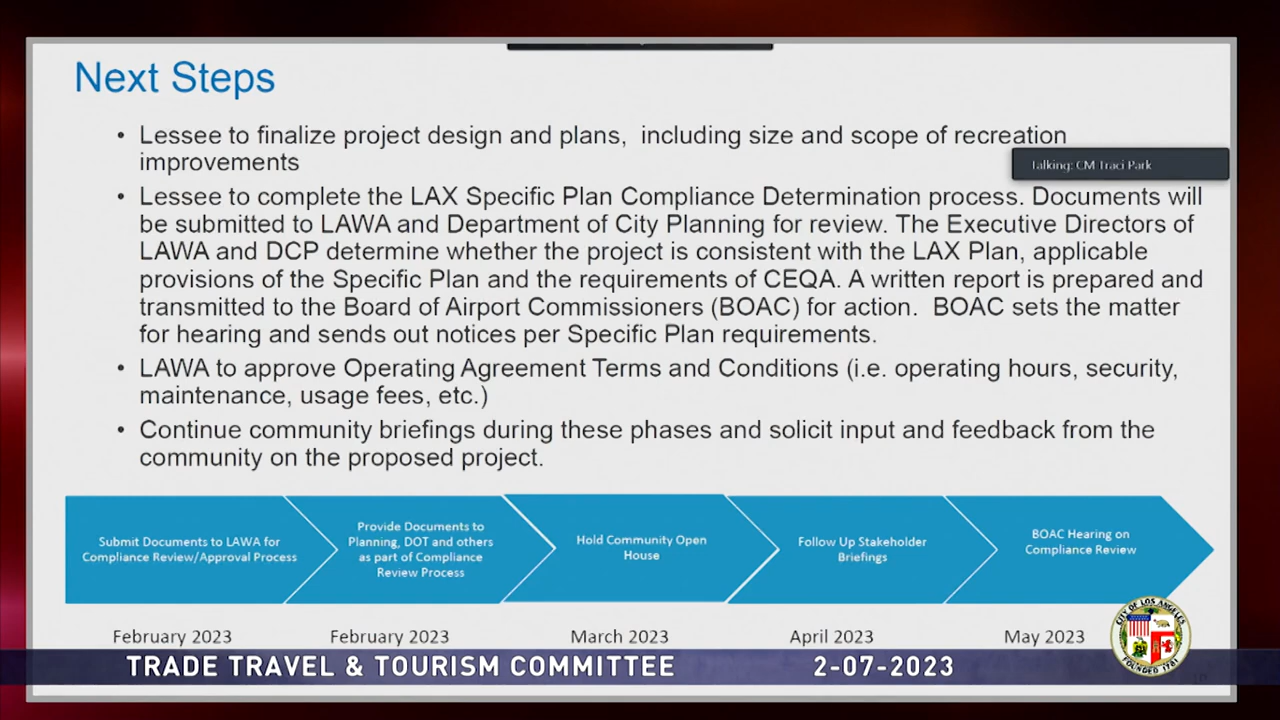 Next Steps
• Lessee to finalize project design and plans, including size and scope of recreation
improvements
Talking: CM Traci Park
• Lessee to complete the LAX Specific Plan Compliance Determination process. Documents will
be submitted to LAWA and Department of City Planning for review. The Executive Directors of
LAWA and DCP determine whether the project is consistent with the LAX Plan, applicable
provisions of the Specific Plan and the requirements of CEQA. A written report is prepared and
transmitted to the Board of Airport Commissioners (BOAC) for action. BOAC sets the matter
for hearing and sends out notices per Specific Plan requirements.
• LAWA to approve Operating Agreement Terms and Conditions (i.e. operating hours, security,
maintenance, usage fees, etc.)
• Continue community briefings during these phases and solicit input and feedback from the
community on the proposed project.
Submit Documents to LAWA for
Compliance Review/Approval Process
Provide Documents to
Planning, DOT and others
as part of Compliance
Review Process
Hold Community Open
House
Follow Up Stakeholder
Briefings
BOAC Hearing on
Compliance Review
February 2023
February 2023
March 2023
April 2023
May 2023
CITY OF LOS ANGELES
FOUNDED 1781
TRADE TRAVEL & TOURISM COMMITTEE
2-07-2023